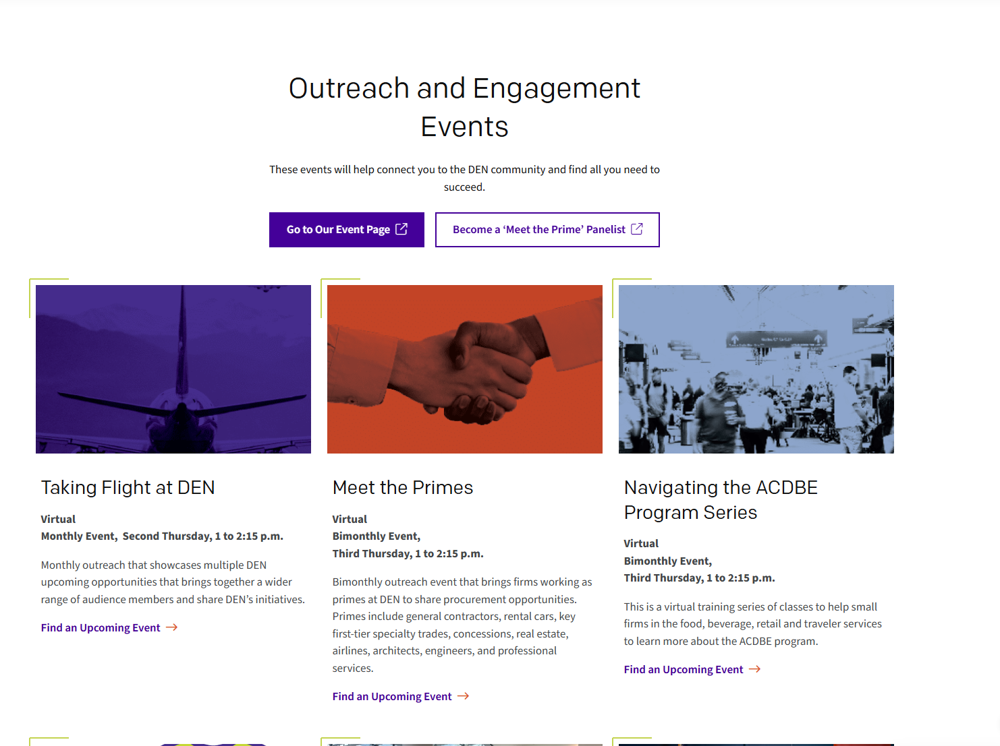 Outreach and Engagement
Events
These events will help connect you to the DEN community and find all you need to
succeed.
Go to Our Event Page
Become a ‘Meet the Prime’ Panelist
Taking Flight at DEN
Virtual
Monthly Event,  Second Thursday, 1 to 2:15 p.m.
Monthly outreach that showcases multiple DEN
upcoming opportunities that brings together a wider
range of audience members and share DEN’s initiatives.
Find an Upcoming Event
Meet the Primes
Virtual
Bimonthly Event,
Third Thursday, 1 to 2:15 p.m.
Bimonthly outreach event that brings firms working as
primes at DEN to share procurement opportunities.
Primes include general contractors, rental cars, key
first-tier specialty trades, concessions, real estate,
airlines, architects, engineers, and professional
services.
Find an Upcoming Event
Navigating the ACDBE
Program Series
Virtual
Bimonthly Event,
Third Thursday, 1 to 2:15 p.m.
This is a virtual training series of classes to help small
firms in the food, beverage, retail and traveler services
to learn more about the ACDBE program.
Find an Upcoming Event